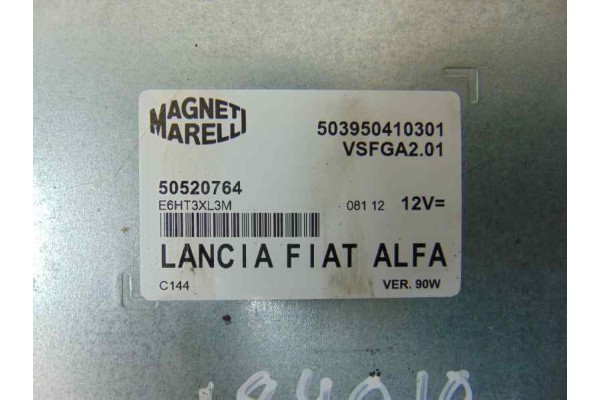 MAGNETI
MARELLI
503950410301
VSFGA2.01
50520764
E6HT3XL3M
081 12 12V=
LANCIA FIAT ALFA
C144 VER. 90W